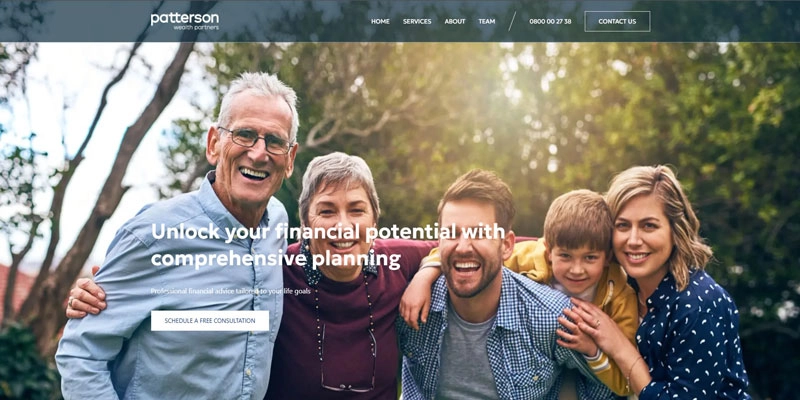 patterson
wealth partners
HOME SERVICES ABOUT TEAM 0800 00 27 38 CONTACT US
Unlock your financial potential with
comprehensive planning
Professional financial advice tailored to your life goals
SCHEDULE A FREE CONSULTATION